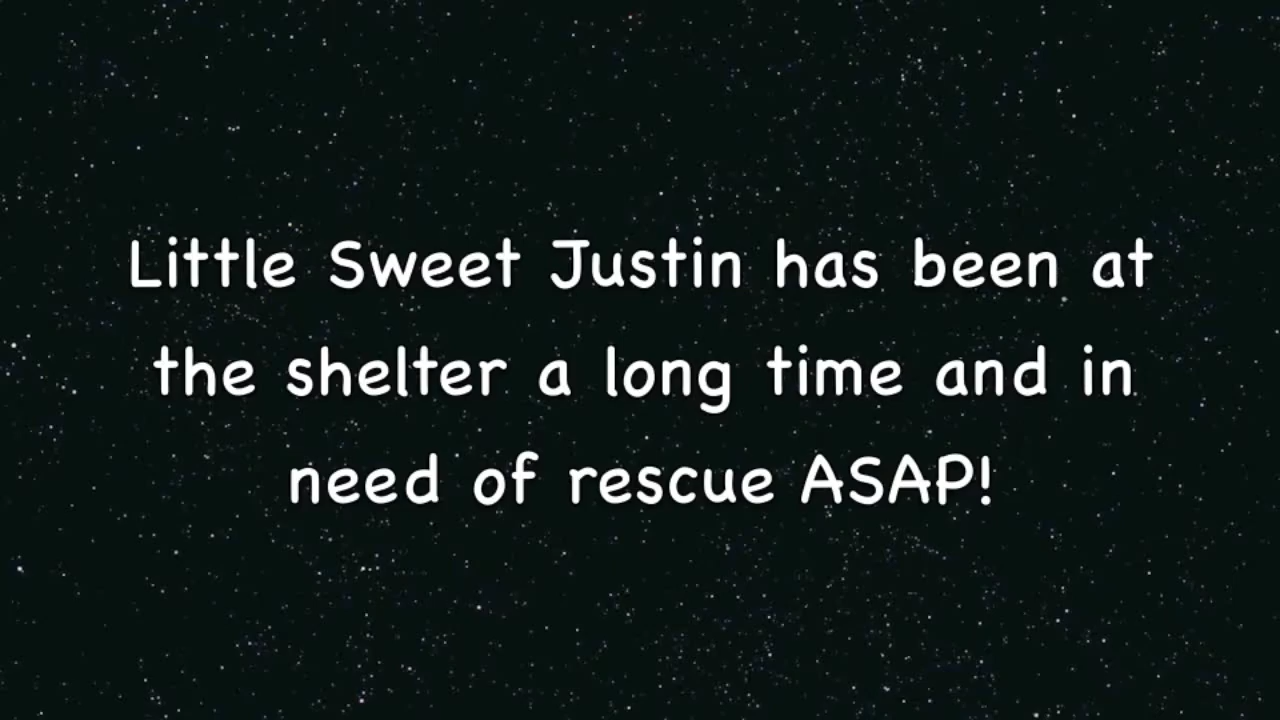 Little Sweet Justin has been at
the shelter a long time and in
need of rescue ASAP!